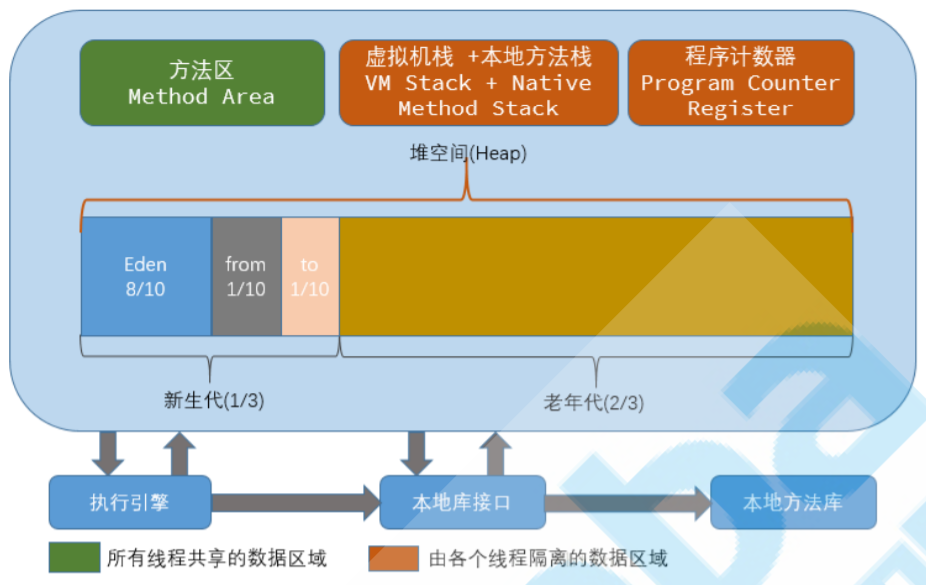 方法区
Method Area
虚拟机栈 +本地方法栈
VM Stack + Native
Method Stack
程序计数器
Program Counter
Register
堆空间(Heap)
Eden
8/10
from
1/10
to
1/10
新生代(1/3)
老年代(2/3)
执行引擎
本地库接口
本地方法库
所有线程共享的数据区域
由各个线程隔离的数据区域